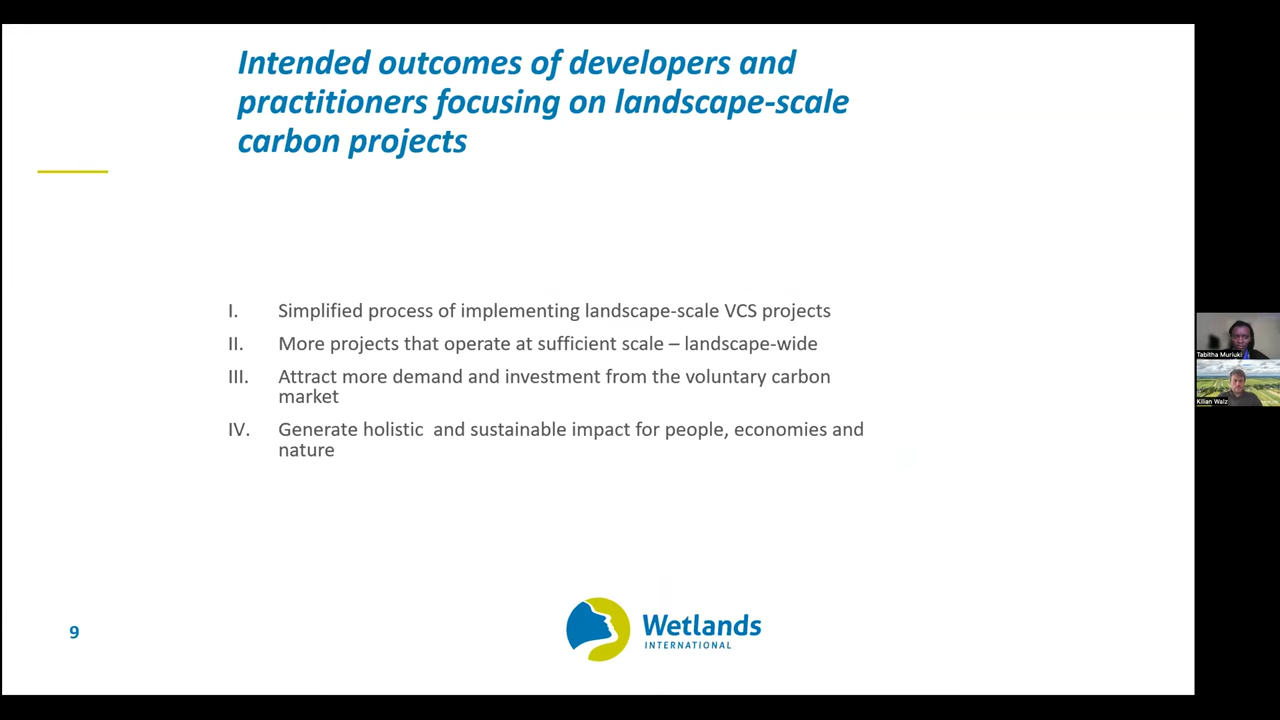 Intended outcomes of developers and
practitioners focusing on landscape-scale
carbon projects
I. Simplified process of implementing landscape-scale VCS projects
II. More projects that operate at sufficient scale – landscape-wide
III. Attract more demand and investment from the voluntary carbon
market
IV. Generate holistic and sustainable impact for people, economies and
nature
Tabitha Muriuki
Kilian Walz
9
Wetlands
INTERNATIONAL